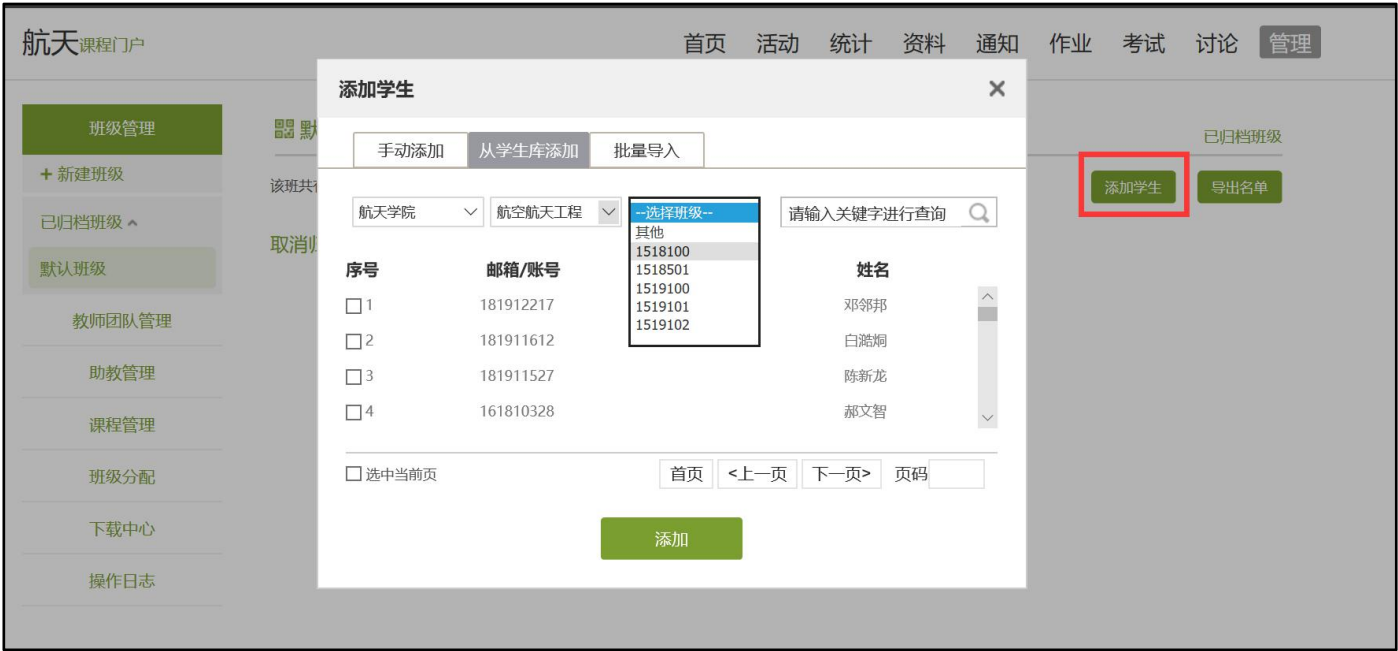 航天课程门户
首页 活动 统计 资料 通知 作业 考试 讨论 管理
添加学生
班级管理
默
已归档班级
手动添加 从学生库添加 批量导入
+ 新建班级
该班共有
添加学生 导出名单
航天学院 航空航天工程 --选择班级-- 请输入关键字进行查询
已归档班级
其他
取消归
1518100
默认班级
序号 邮箱/账号 姓名
1518501
1519100
1 181912217 邓邻邦
1519101
教师团队管理
1519102
2 181911612 白澔烔
助教管理
3 181911527 陈新龙
4 161810328 郝文智
课程管理
班级分配
选中当前页 首页 <上一页 下一页> 页码
下载中心
添加
操作日志